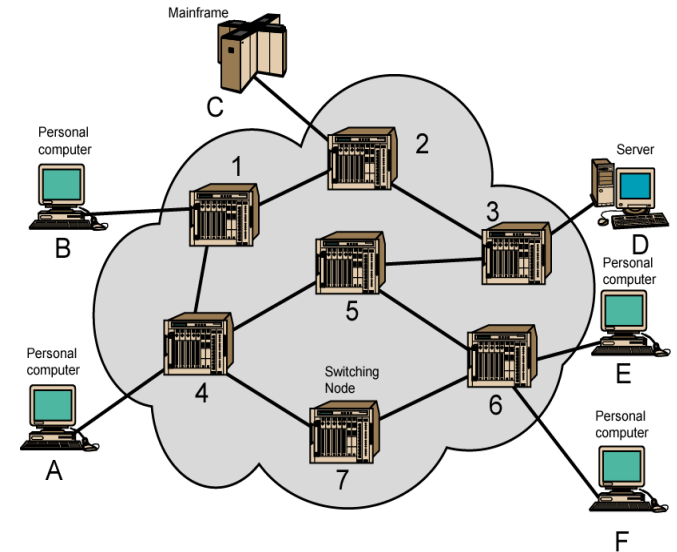 Mainframe
C
Personal
computer
B
1
2
Server
D
3
Personal
computer
E
5
4
Switching
Node
7
6
Personal
computer
A
Personal
computer
F